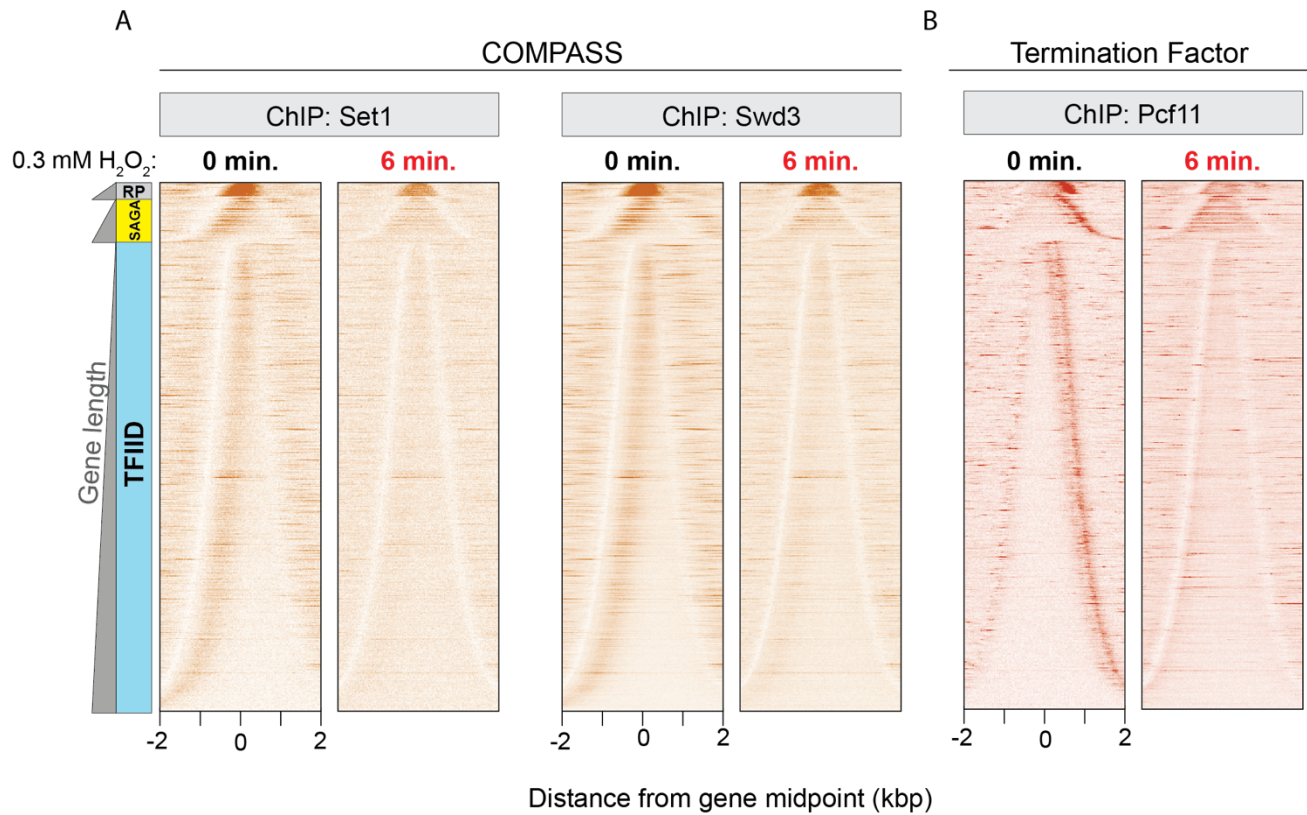 A
B
COMPASS
Termination Factor
ChIP: Set1
ChIP: Swd3
ChIP: Pcf11
0.3 mM H₂O₂:
0 min.
6 min.
0 min.
6 min.
0 min.
6 min.
RP
SAGA
TFIID
Gene length
-2 0 2
-2 0 2
-2 0 2
Distance from gene midpoint (kbp)